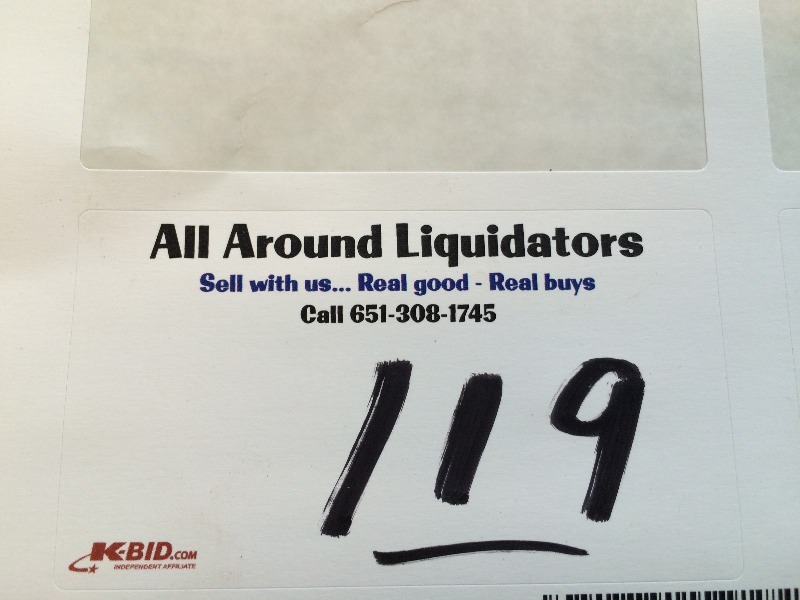 All Around Liquidators
Sell with us... Real good - Real buys
Call 651-308-1745
119
K-BID.COM
INDEPENDENT AFFILIATE